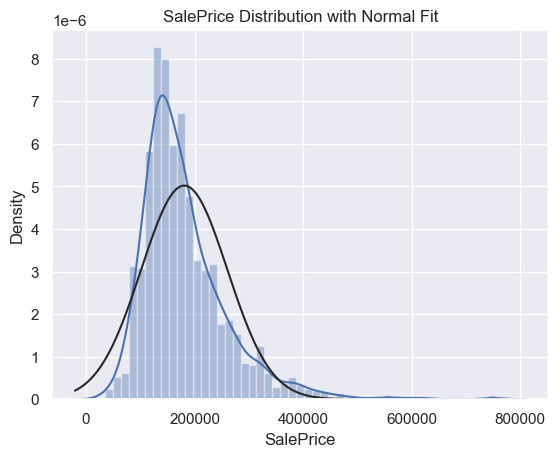 SalePrice Distribution with Normal Fit
1e−6
8
7
6
5
4
3
2
1
0
Density
0 200000 400000 600000 800000
SalePrice